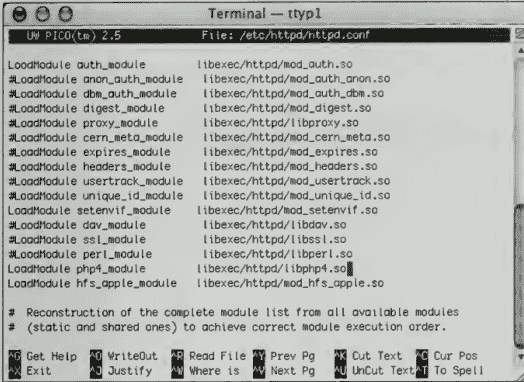 Terminal — ttyp1
UW PICO(tm) 2.5 File: /etc/httpd/httpd.conf
LoadModule auth_module libexec/httpd/mod_auth.so
#LoadModule anon_auth_module libexec/httpd/mod_auth_anon.so
#LoadModule dbm_auth_module libexec/httpd/mod_auth_dbm.so
#LoadModule digest_module libexec/httpd/mod_digest.so
#LoadModule proxy_module libexec/httpd/libproxy.so
#LoadModule cern_meta_module libexec/httpd/mod_cern_meta.so
#LoadModule expires_module libexec/httpd/mod_expires.so
#LoadModule headers_module libexec/httpd/mod_headers.so
#LoadModule usertrack_module libexec/httpd/mod_usertrack.so
#LoadModule unique_id_module libexec/httpd/mod_unique_id.so
LoadModule setenvif_module libexec/httpd/mod_setenvif.so
#LoadModule dav_module libexec/httpd/libdav.so
#LoadModule ssl_module libexec/httpd/libssl.so
#LoadModule perl_module libexec/httpd/libperl.so
LoadModule php4_module libexec/httpd/libphp4.so
LoadModule hfs_apple_module libexec/httpd/mod_hfs_apple.so
# Reconstruction of the complete module list from all available modules
# (static and shared ones) to achieve correct module execution order.
^G Get Help ^O WriteOut ^R Read File ^Y Prev Pg ^K Cut Text ^C Cur Pos
^X Exit ^J Justify ^W Where is ^V Next Pg ^U UnCut Text ^T To Spell